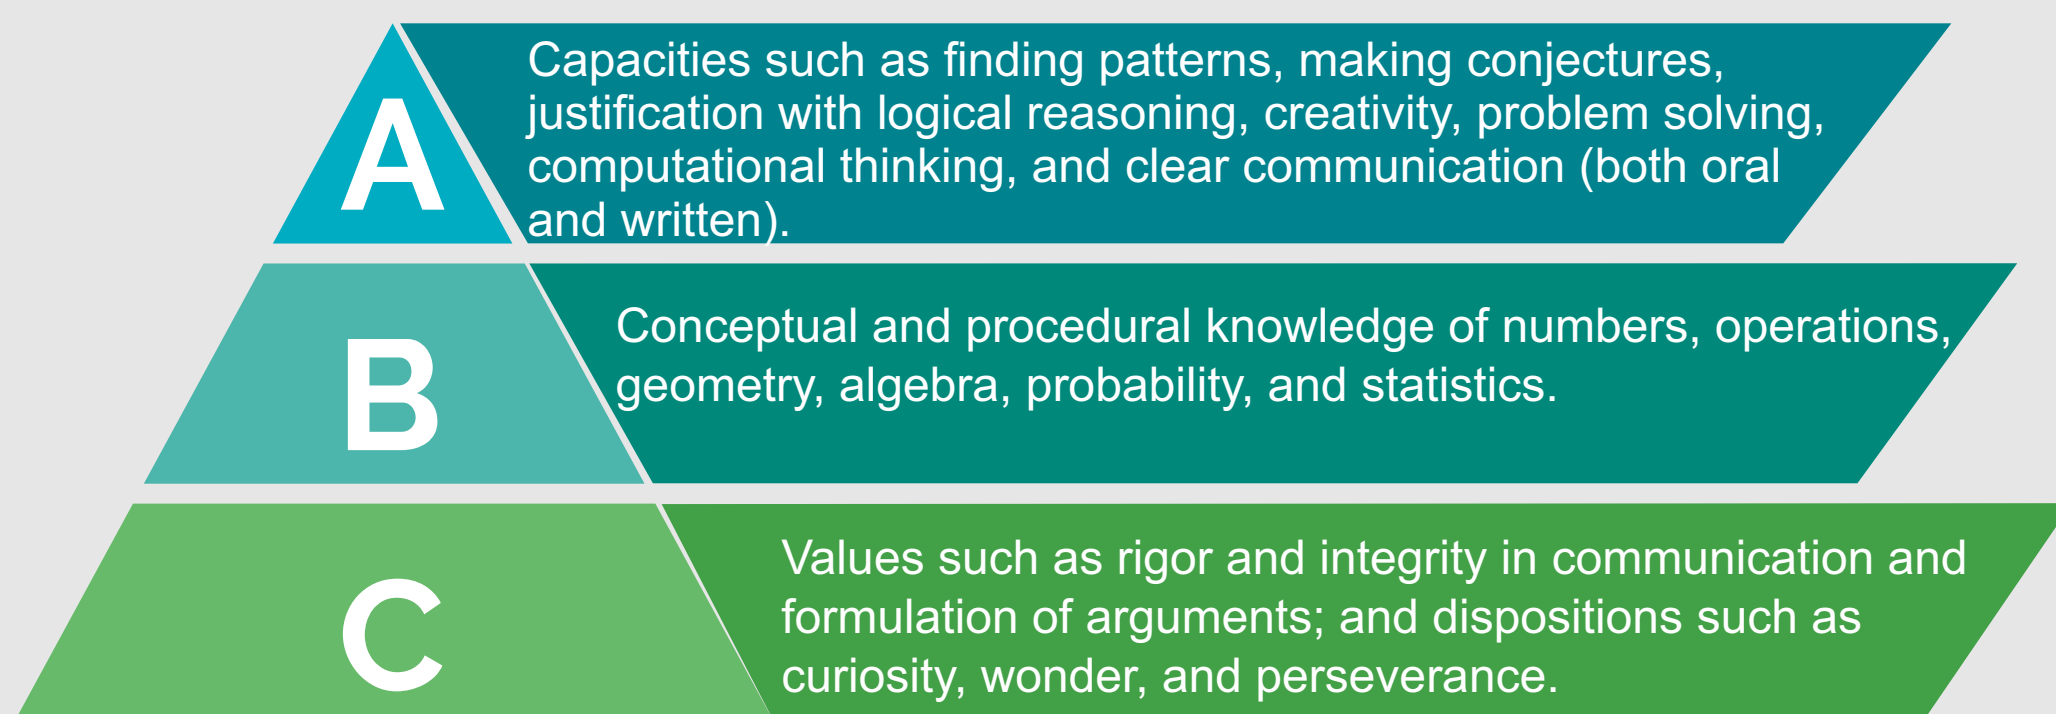 A
Capacities such as finding patterns, making conjectures,
justification with logical reasoning, creativity, problem solving,
computational thinking, and clear communication (both oral
and written).
B
Conceptual and procedural knowledge of numbers, operations,
geometry, algebra, probability, and statistics.
C
Values such as rigor and integrity in communication and
formulation of arguments; and dispositions such as
curiosity, wonder, and perseverance.